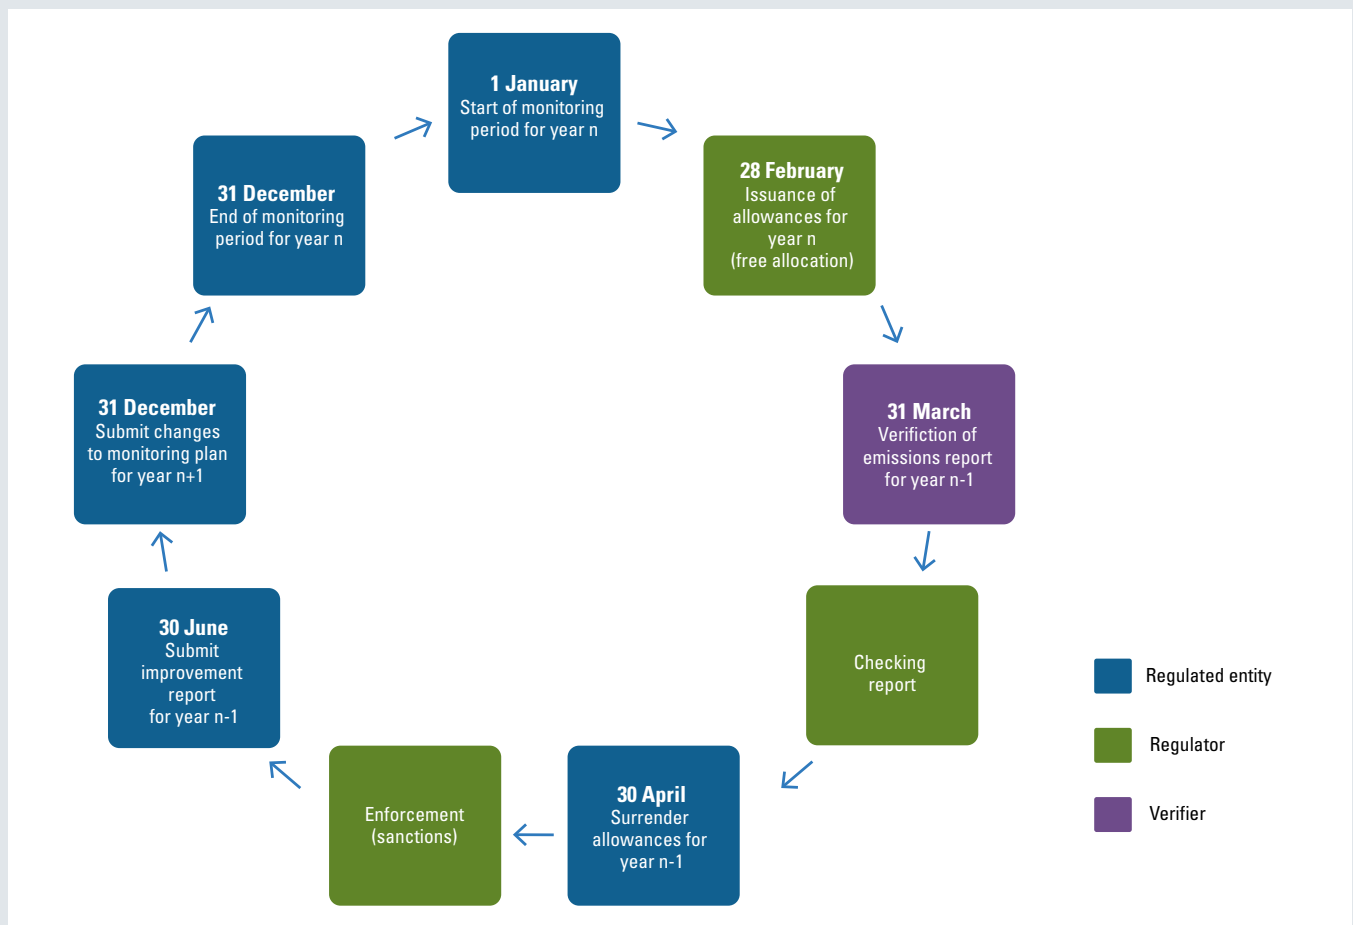 1 January
Start of monitoring
period for year n
28 February
Issuance of
allowances for
year n
(free allocation)
31 March
Verifiction of
emissions report
for year n-1
Checking
report
30 April
Surrender
allowances for
year n-1
Enforcement
(sanctions)
30 June
Submit
improvement
report
for year n-1
31 December
Submit changes
to monitoring plan
for year n+1
31 December
End of monitoring
period for year n
Regulated entity
Regulator
Verifier